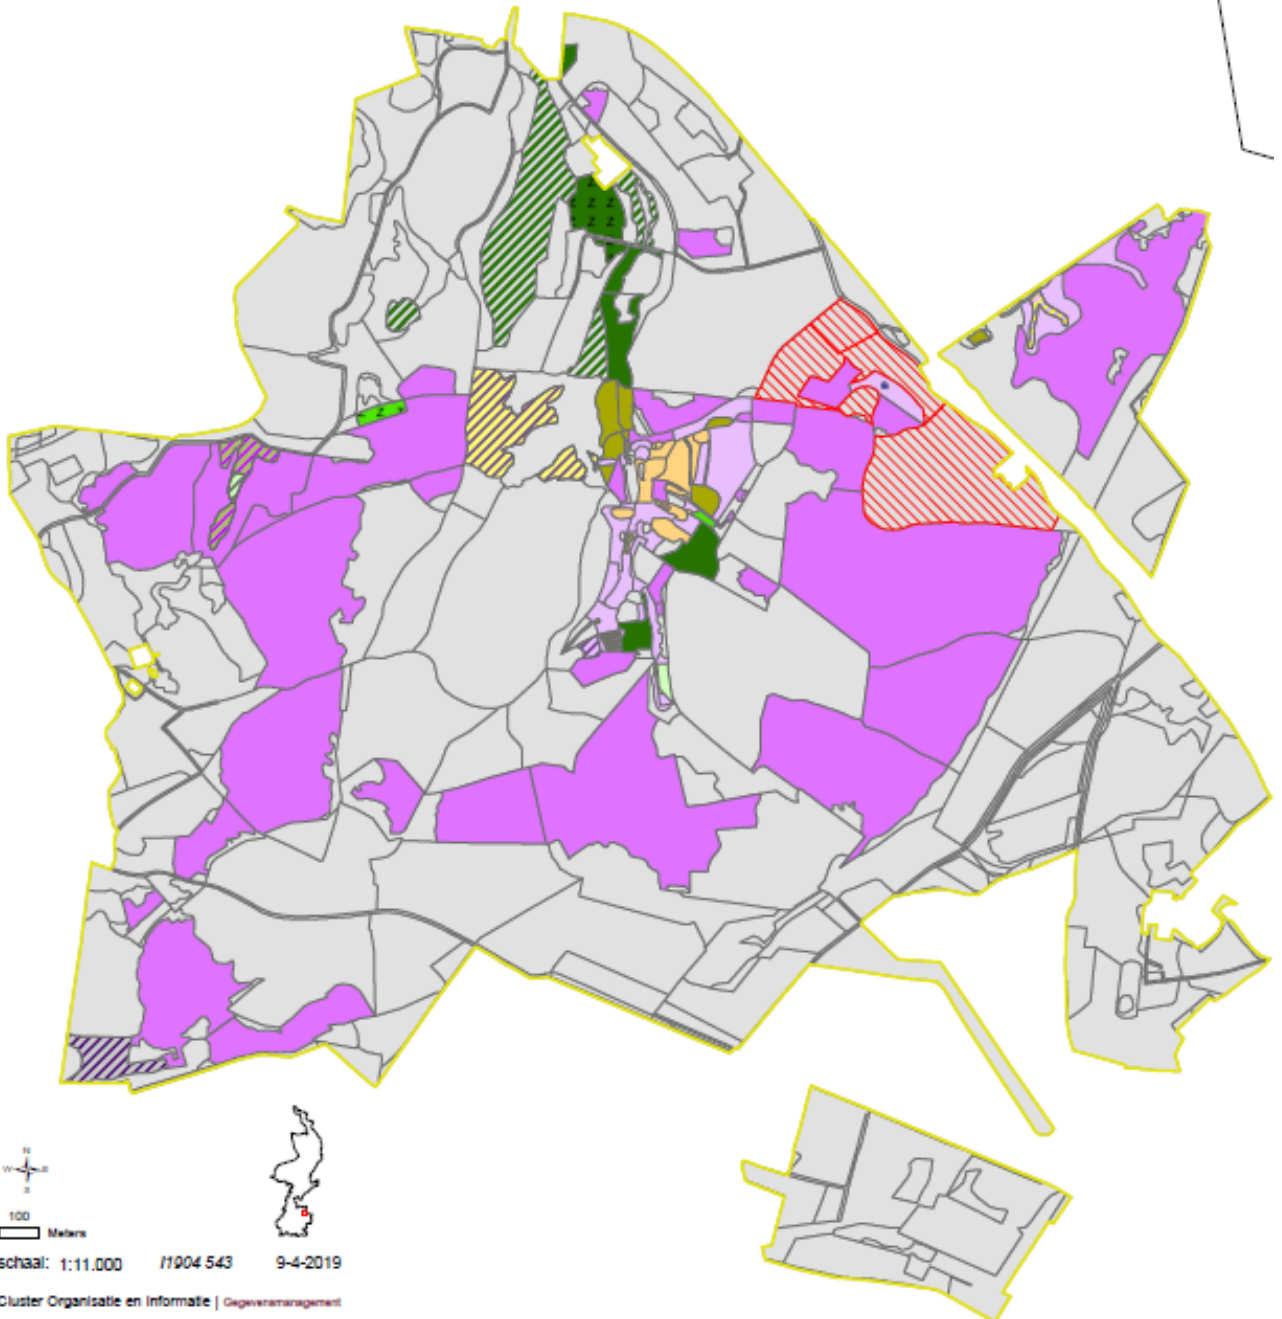 z z
z z
z
N
W E
S
100
Meters
schaal: 1:11.000 I1904 543 9-4-2019
Cluster Organisatie en Informatie | Gegevensmanagement